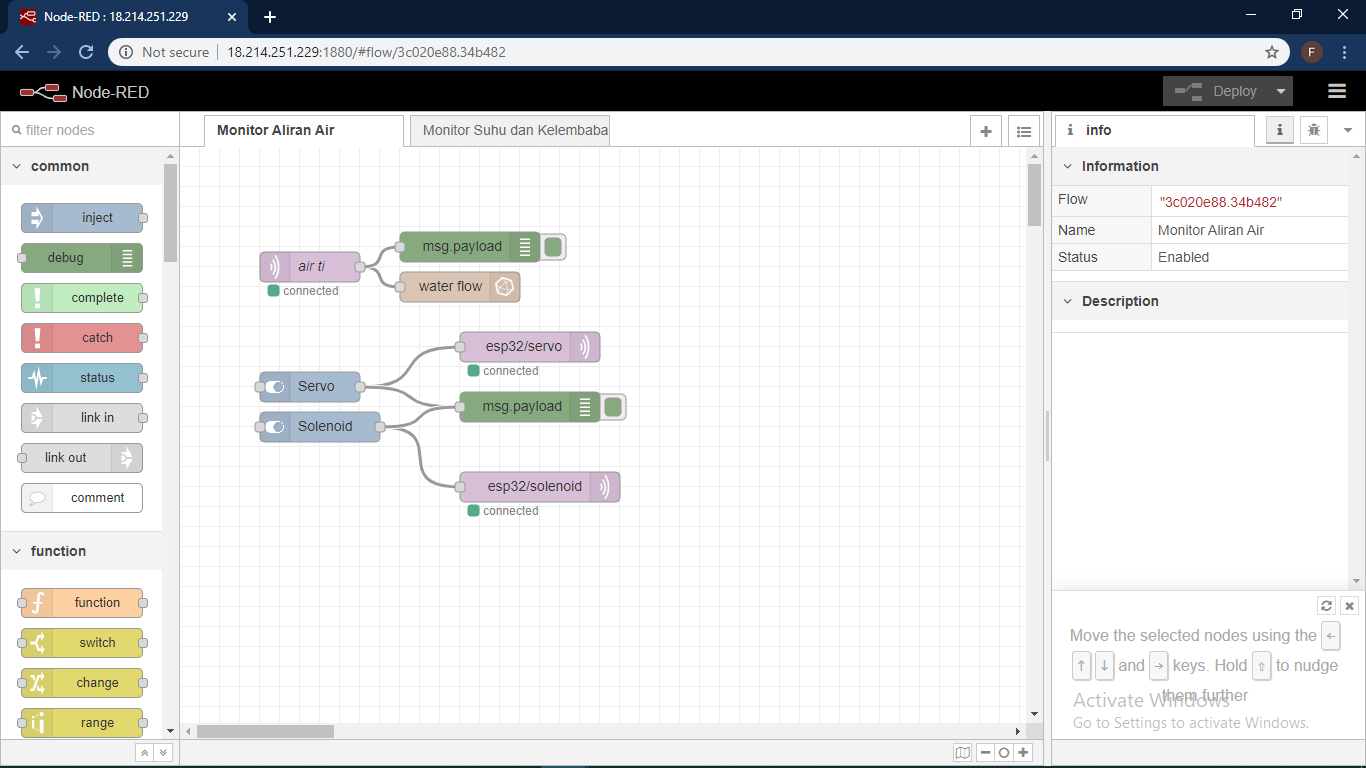 Node-RED : 18.214.251.229
Not secure
18.214.251.229:1880/#flow/3c020e88.34b482
F
Node-RED
Deploy
filter nodes
Monitor Aliran Air
Monitor Suhu dan Kelembaba
info
common
inject
debug
complete
catch
status
link in
link out
comment
function
function
switch
change
range
air ti
connected
msg.payload
water flow
Servo
Solenoid
esp32/servo
connected
msg.payload
esp32/solenoid
connected
Information
Flow "3c020e88.34b482"
Name Monitor Aliran Air
Status Enabled
Description
Move the selected nodes using the ←
↑ ↓ and → keys. Hold ⇧ to nudge
them further
Activate Windows
Go to Settings to activate Windows.